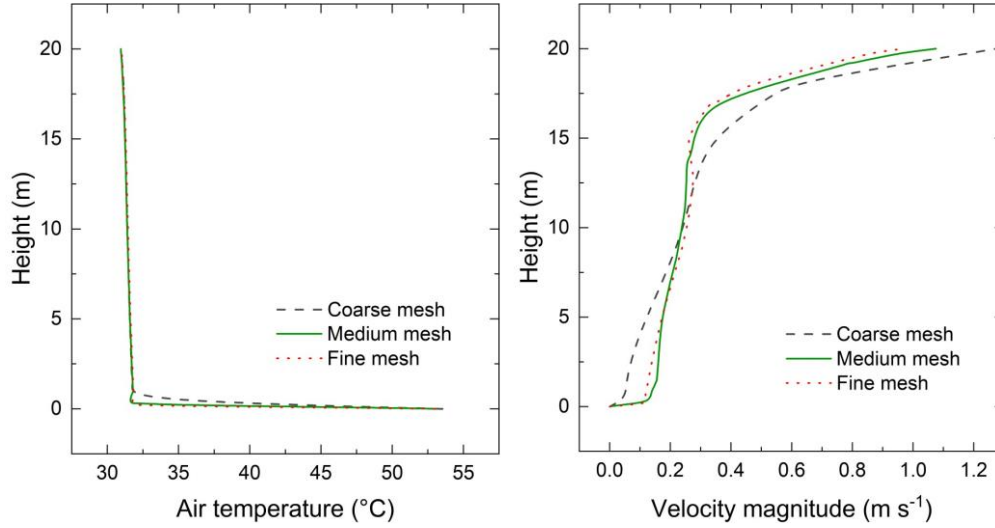 20
15
10
5
0
Height (m)
Coarse mesh
Medium mesh
Fine mesh
30 35 40 45 50 55
Air temperature (°C)
20
15
10
5
0
Height (m)
Coarse mesh
Medium mesh
Fine mesh
0.0 0.2 0.4 0.6 0.8 1.0 1.2
Velocity magnitude (m s⁻¹)